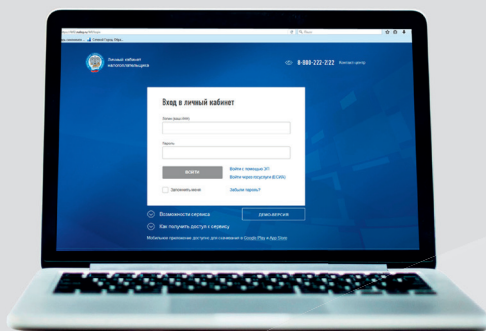 Личный кабинет
налогоплательщика
8-800-222-2222 Контакт-центр
Вход в личный кабинет
Логин (ваш ИНН)
Пароль
ВОЙТИ
Войти с помощью ЭП
Войти через госуслуги (ЕСИА)
Запомнить меня
Забыли пароль?
Возможности сервиса
ДЕМО-ВЕРСИЯ
Как получить доступ к сервису
Мобильное приложение доступно для скачивания в Google Play и App Store